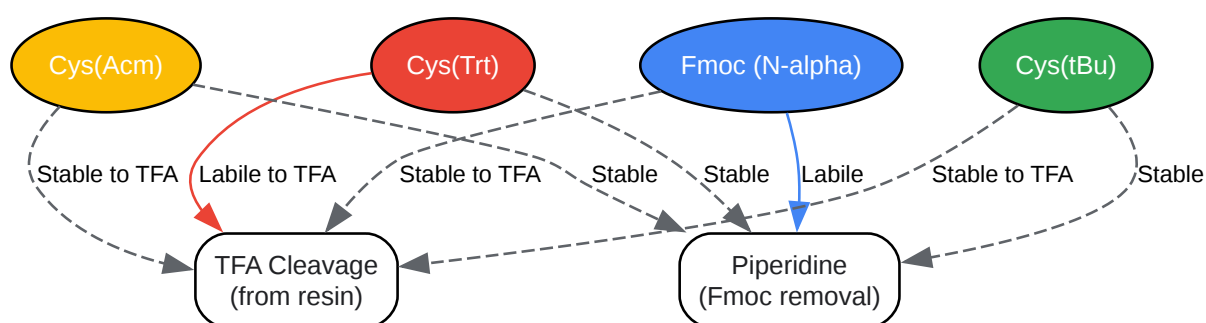 Cys(Acm)
Cys(Trt)
Fmoc (N-alpha)
Cys(tBu)
Stable to TFA
Labile to TFA
Stable to TFA
Stable
Stable
Labile
Stable to TFA
Stable
TFA Cleavage
(from resin)
Piperidine
(Fmoc removal)